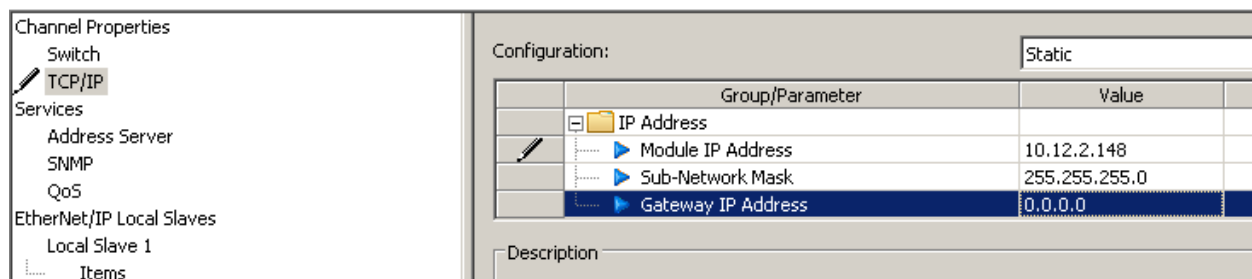 Channel Properties
Switch
TCP/IP
Services
Address Server
SNMP
QoS
EtherNet/IP Local Slaves
Local Slave 1
Items
Configuration:
Static
Group/Parameter
Value
IP Address
Module IP Address
10.12.2.148
Sub-Network Mask
255.255.255.0
Gateway IP Address
0.0.0.0
Description